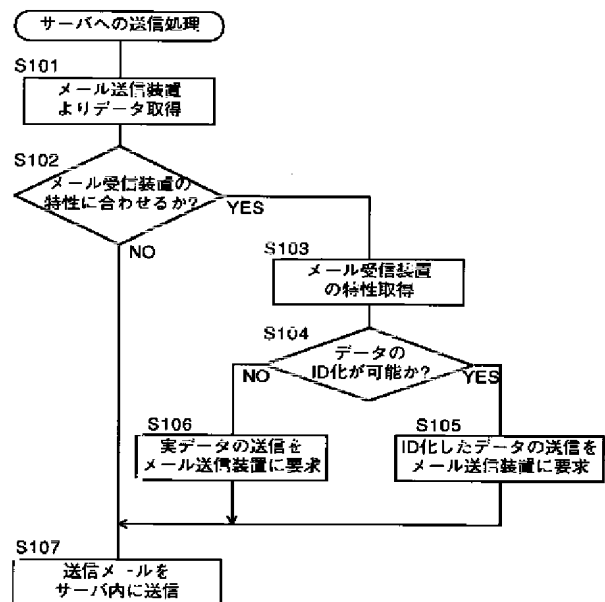 サーバへの送信処理
S101
メール送信装置
よりデータ取得
S102
メール受信装置の
特性に合わせるか?
YES
NO
S103
メール受信装置
の特性取得
S104
データの
ID化が可能か?
NO
YES
S106
実データの送信を
メール送信装置に要求
S105
ID化したデータの送信を
メール送信装置に要求
S107
送信メールを
サーバ内に送信